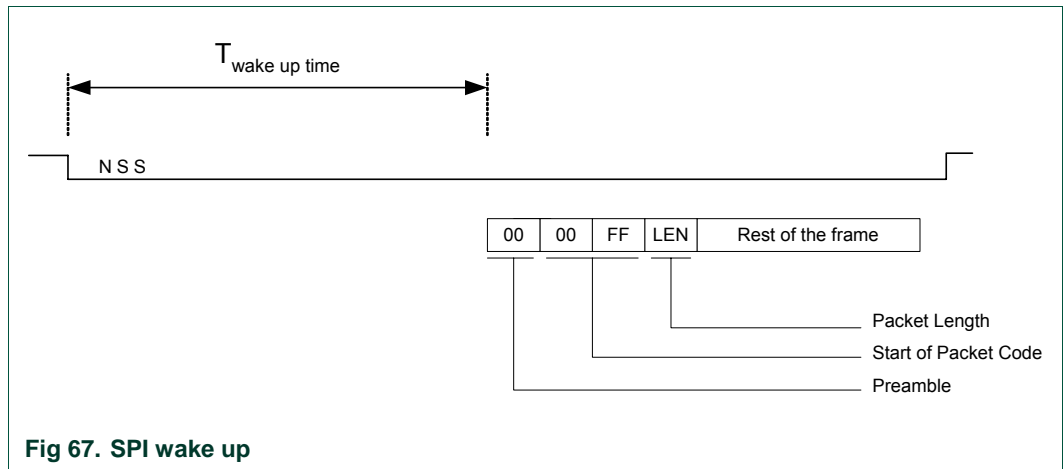 T wake up time
N S S
00 00 FF LEN Rest of the frame
Packet Length
Start of Packet Code
Preamble
Fig 67. SPI wake up